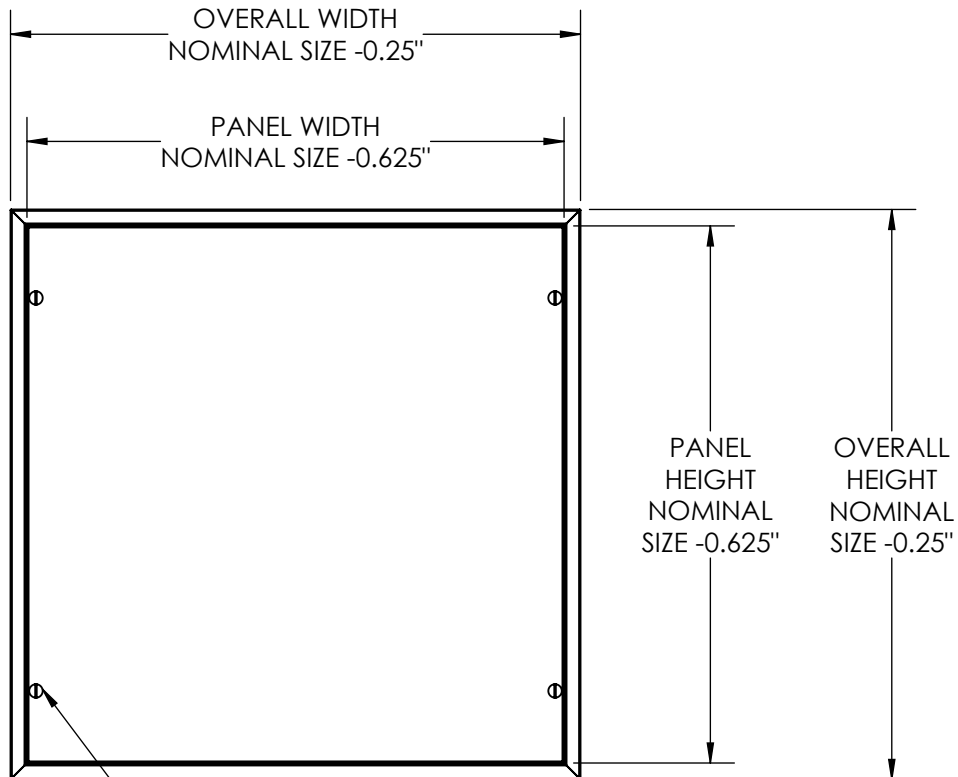 OVERALL WIDTH
NOMINAL SIZE -0.25"
PANEL WIDTH
NOMINAL SIZE -0.625"
PANEL
HEIGHT
NOMINAL
SIZE -0.625"
OVERALL
HEIGHT
NOMINAL
SIZE -0.25"